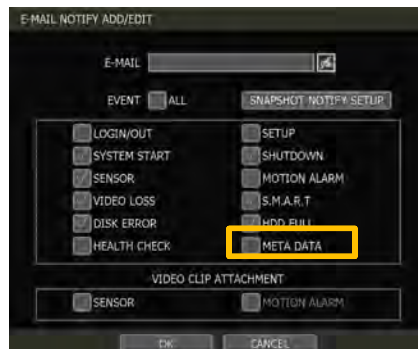 E-MAIL NOTIFY ADD/EDIT
E-MAIL
EVENT ALL SNAPSHOT NOTIFY SETUP
LOGIN/OUT SETUP
SYSTEM START SHUTDOWN
SENSOR MOTION ALARM
VIDEO LOSS S.M.A.R.T
DISK ERROR HDD FULL
HEALTH CHECK META DATA
VIDEO CLIP ATTACHMENT
SENSOR MOTION ALARM
OK CANCEL